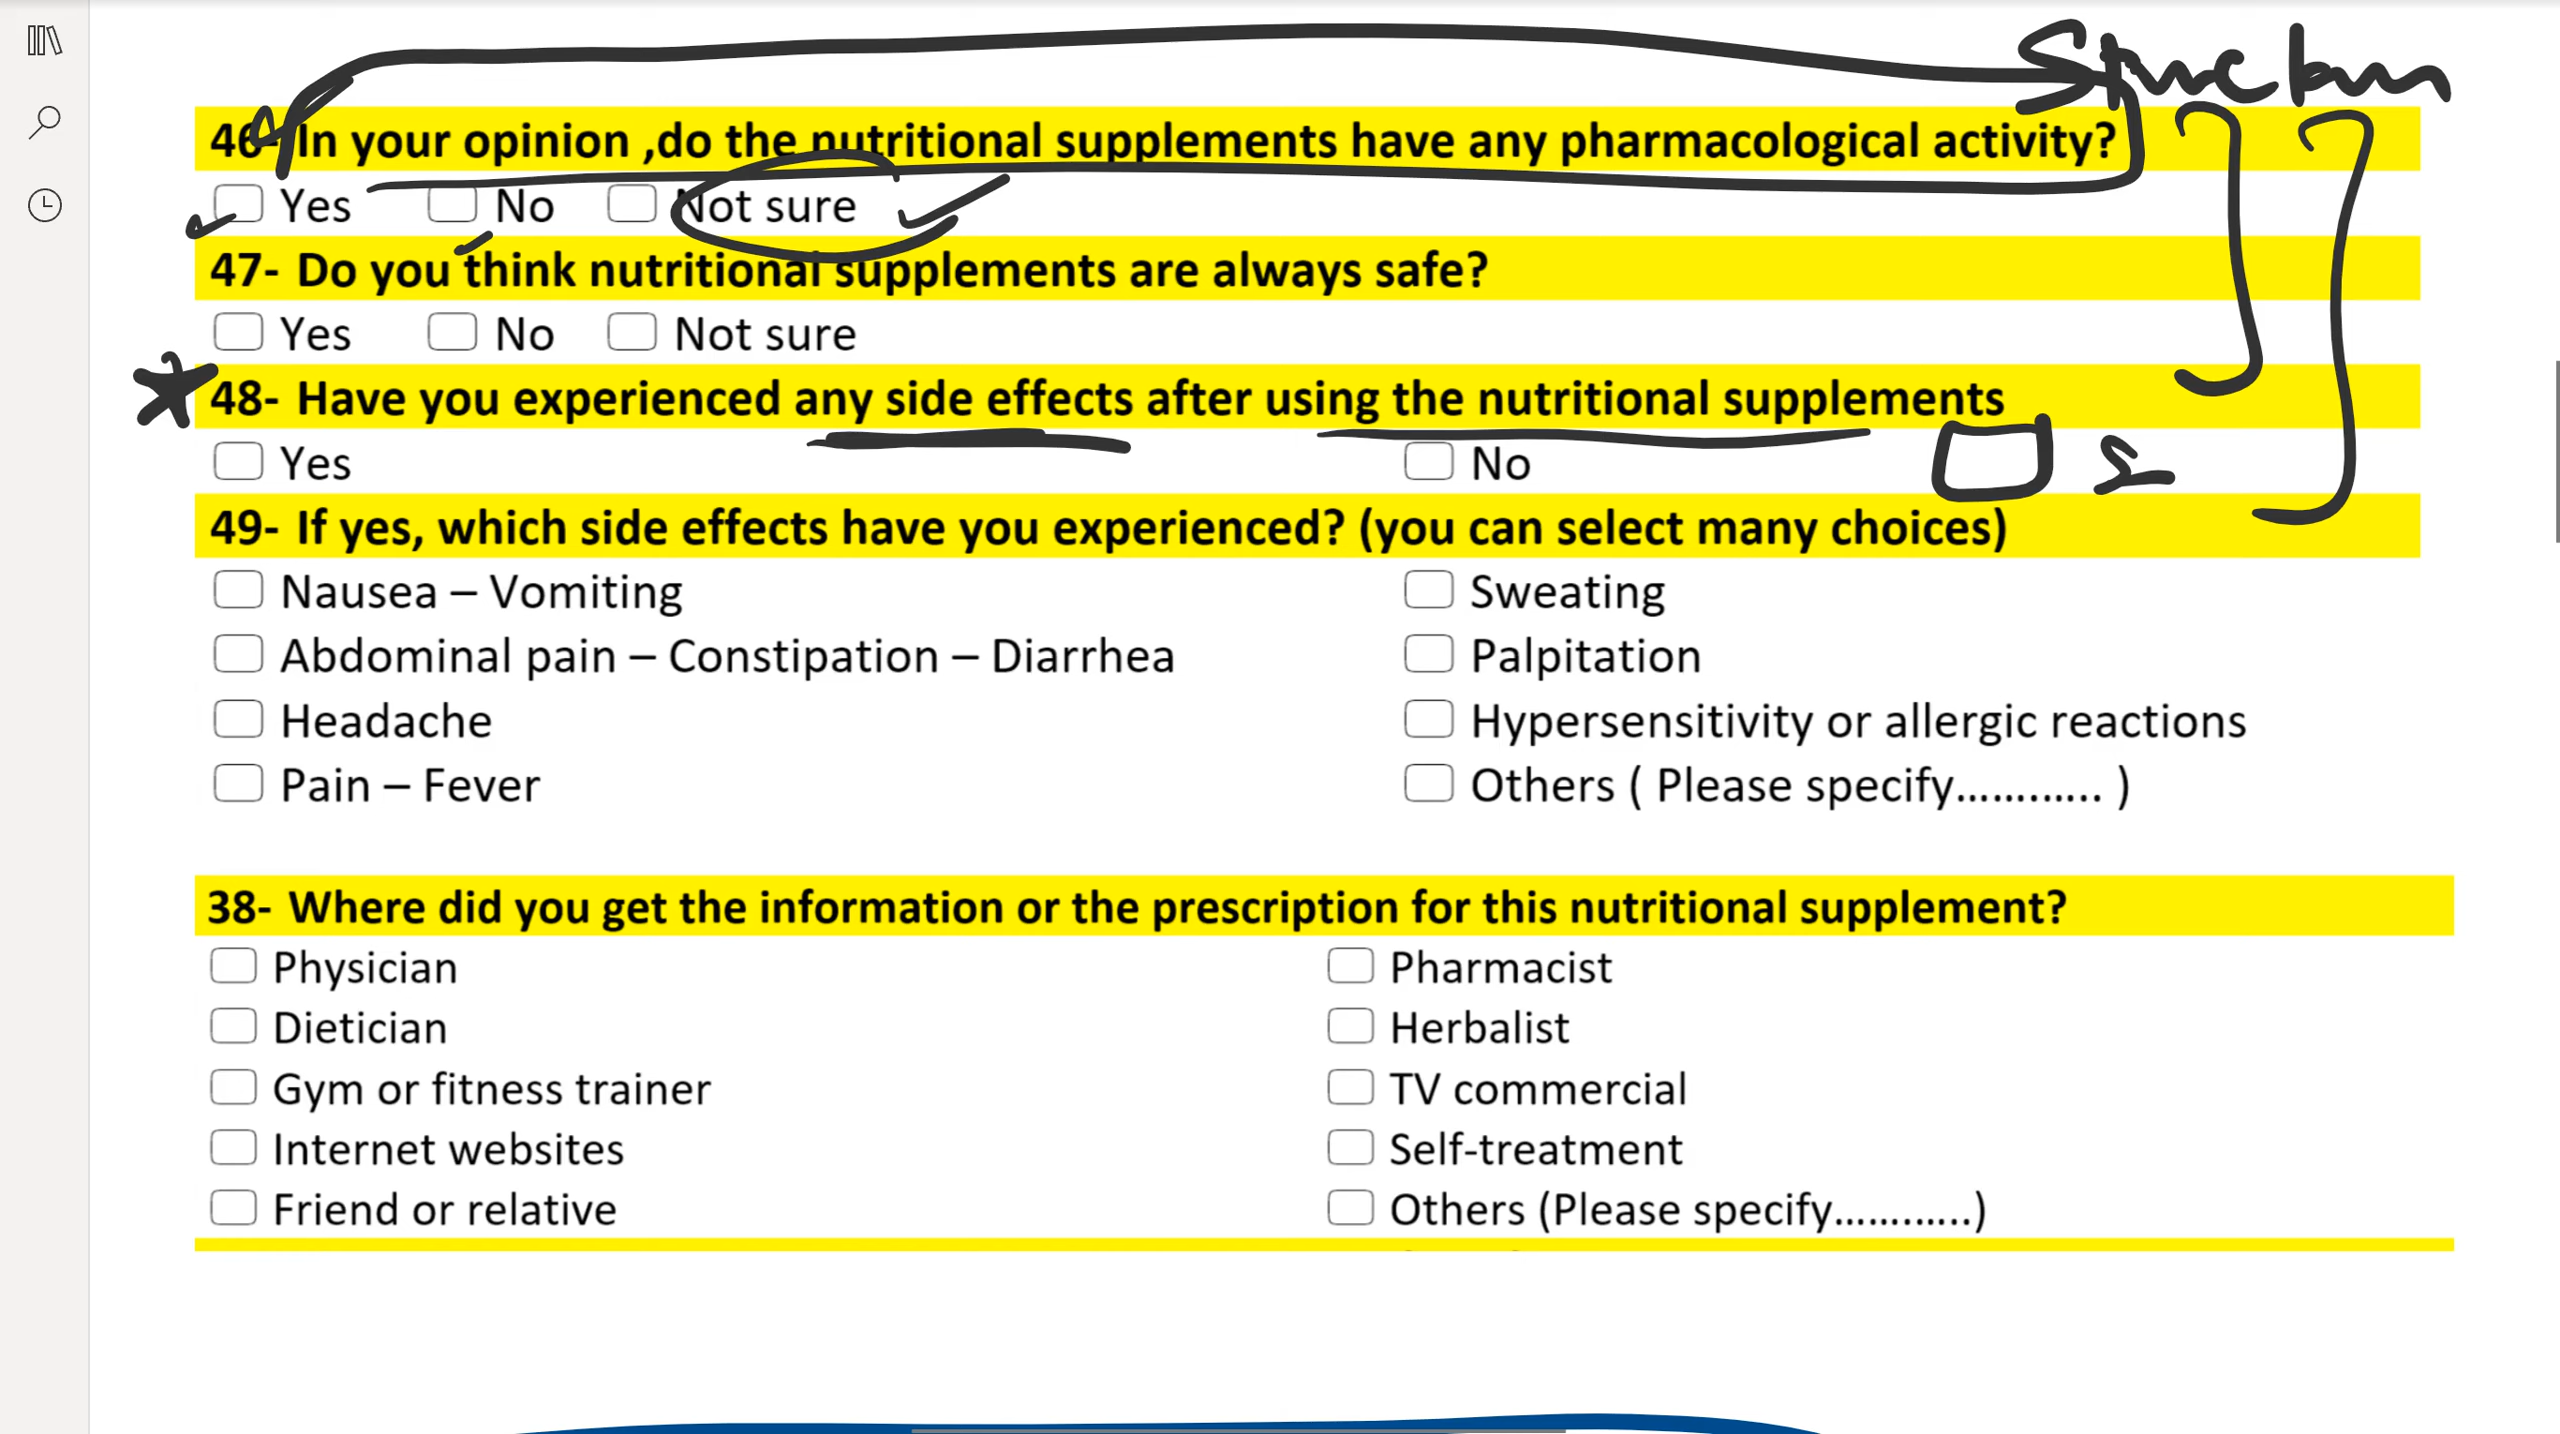 46- In your opinion ,do the nutritional supplements have any pharmacological activity?
Yes No Not sure
47- Do you think nutritional supplements are always safe?
Yes No Not sure
48- Have you experienced any side effects after using the nutritional supplements
Yes No
49- If yes, which side effects have you experienced? (you can select many choices)
Nausea – Vomiting Sweating
Abdominal pain – Constipation – Diarrhea Palpitation
Headache Hypersensitivity or allergic reactions
Pain – Fever Others ( Please specify………... )
38- Where did you get the information or the prescription for this nutritional supplement?
Physician Pharmacist
Dietician Herbalist
Gym or fitness trainer TV commercial
Internet websites Self-treatment
Friend or relative Others (Please specify………...)